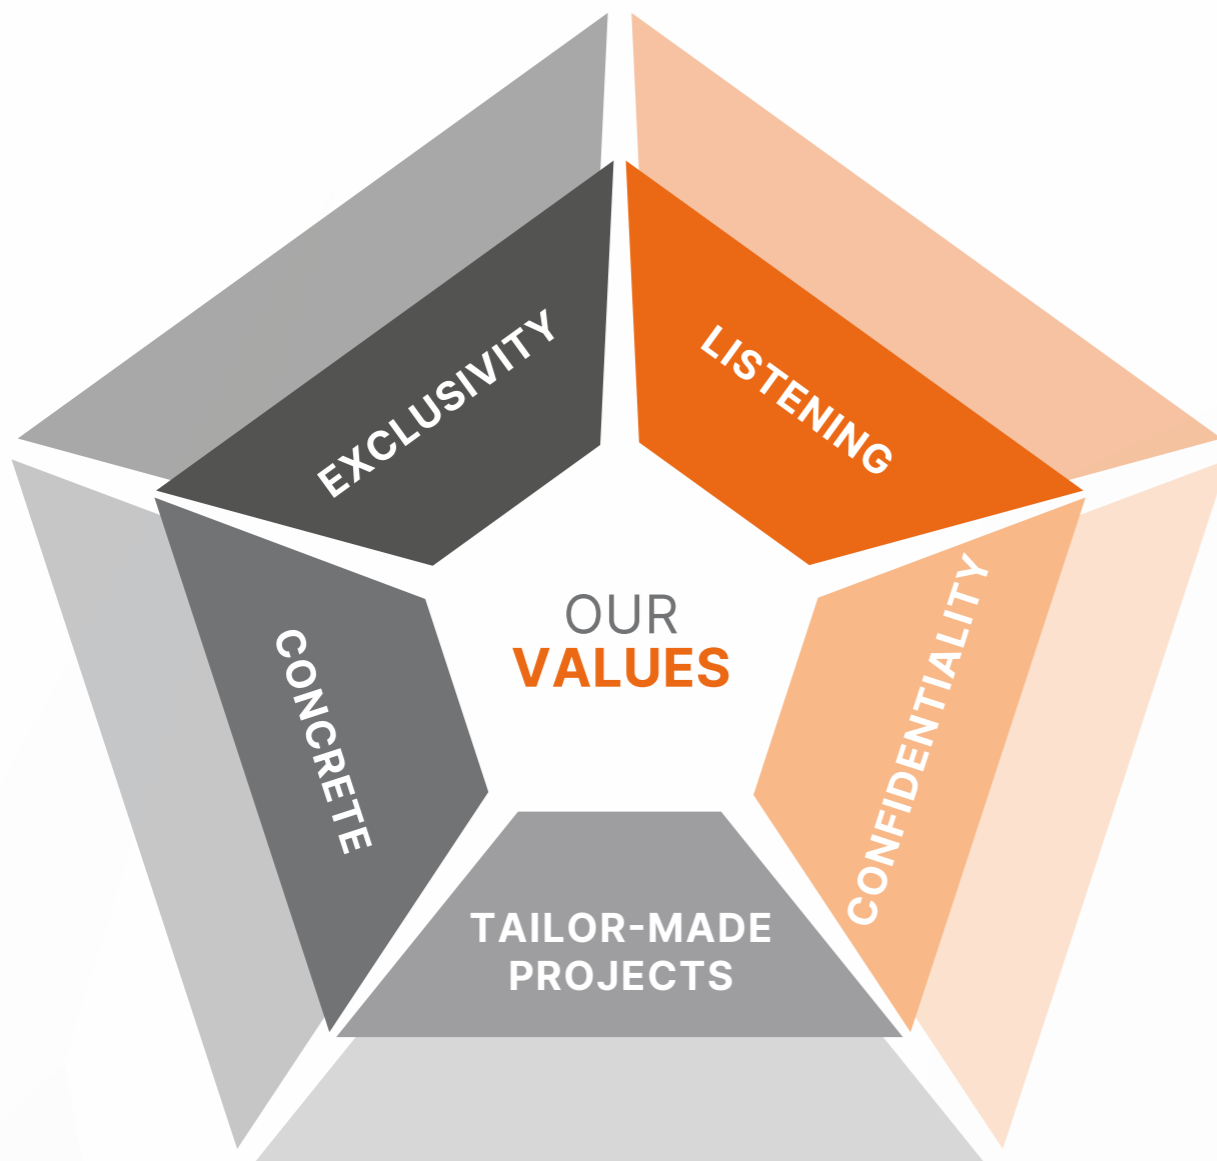 EXCLUSIVITY
LISTENING
OUR
VALUES
CONCRETE
CONFIDENTIALITY
TAILOR-MADE
PROJECTS